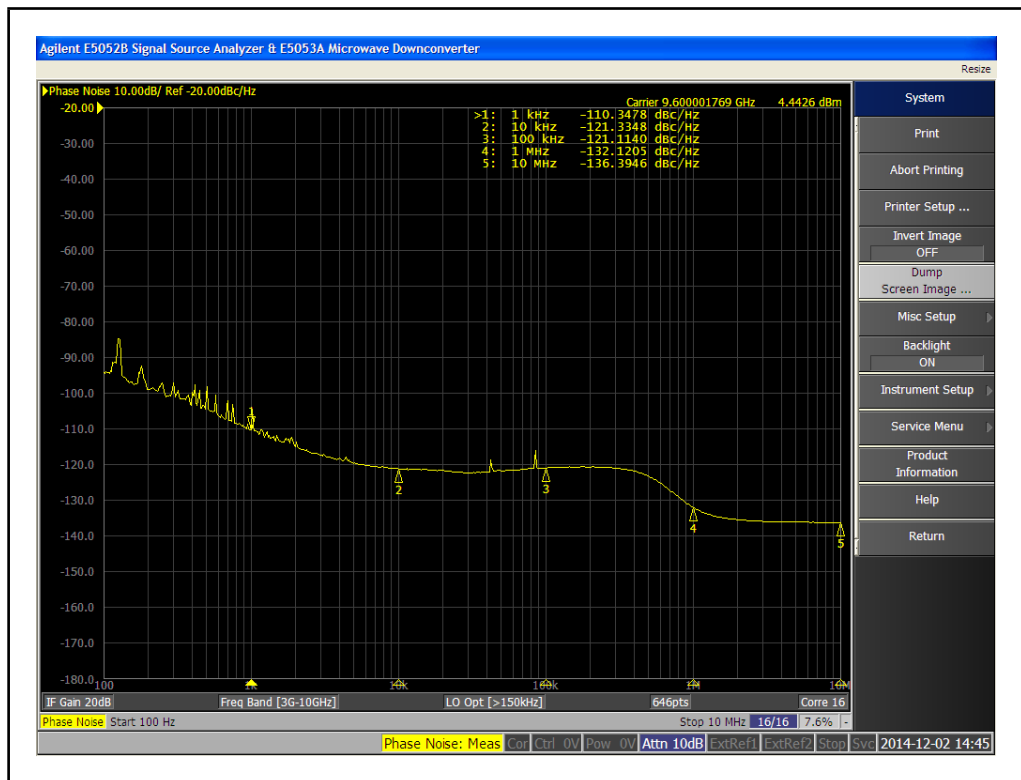 Agilent E5052B Signal Source Analyzer & E5053A Microwave Downconverter
Resize
Phase Noise 10.00dB/ Ref -20.00dBc/Hz
Carrier 9.600001769 GHz 4.4426 dBm
>1: 1 kHz -110.3478 dBc/Hz
2: 10 kHz -121.3348 dBc/Hz
3: 100 kHz -121.1140 dBc/Hz
4: 1 MHz -132.1205 dBc/Hz
5: 10 MHz -136.3946 dBc/Hz
-20.00
-30.00
-40.00
-50.00
-60.00
-70.00
-80.00
-90.00
-100.0
-110.0
-120.0
-130.0
-140.0
-150.0
-160.0
-170.0
-180.0
1
2
3
4
5
100 1k 10k 100k 1M 10M
IF Gain 20dB Freq Band [3G-10GHz] LO Opt [>150kHz] 646pts Corre 16
Phase Noise Start 100 Hz Stop 10 MHz 16/16 7.6% -
Phase Noise: Meas Cor Ctrl 0V Pow 0V Attn 10dB ExtRef1 ExtRef2 Stop Svc 2014-12-02 14:45
System
Print
Abort Printing
Printer Setup ...
Invert Image
OFF
Dump
Screen Image ...
Misc Setup
Backlight
ON
Instrument Setup
Service Menu
Product
Information
Help
Return